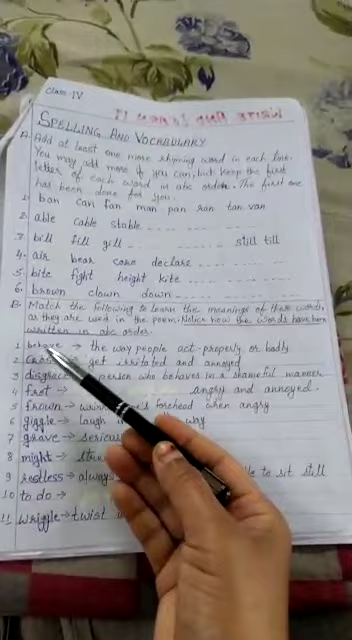 Class-IV
SPELLING AND VOCABULARY
A. Add at least one more rhyming word in each line.
You may add more if you can, but keep the first
letter of each word in abc order. The first one
has been done for you.
1. ban can fan man pan ran tan van
2. able cable stable
3. bill fill gill still till
4. air bear care declare
5. bite fight height kite
6. brown clown down
B. Match the following to learn the meanings of these words
as they are used in the poem. Notice how the words have been
written in abc order.
1 behave → the way people act-properly or badly
2 cross get irritated and annoyed
3 disgrace person who behaves in a shameful manner
4 fret → angry and annoyed.
5 frown → forehead when angry
6 giggle → laugh way
7 grave → serious
8 might →
9 restless → always to sit still
10 to do →
11 wriggle → twist